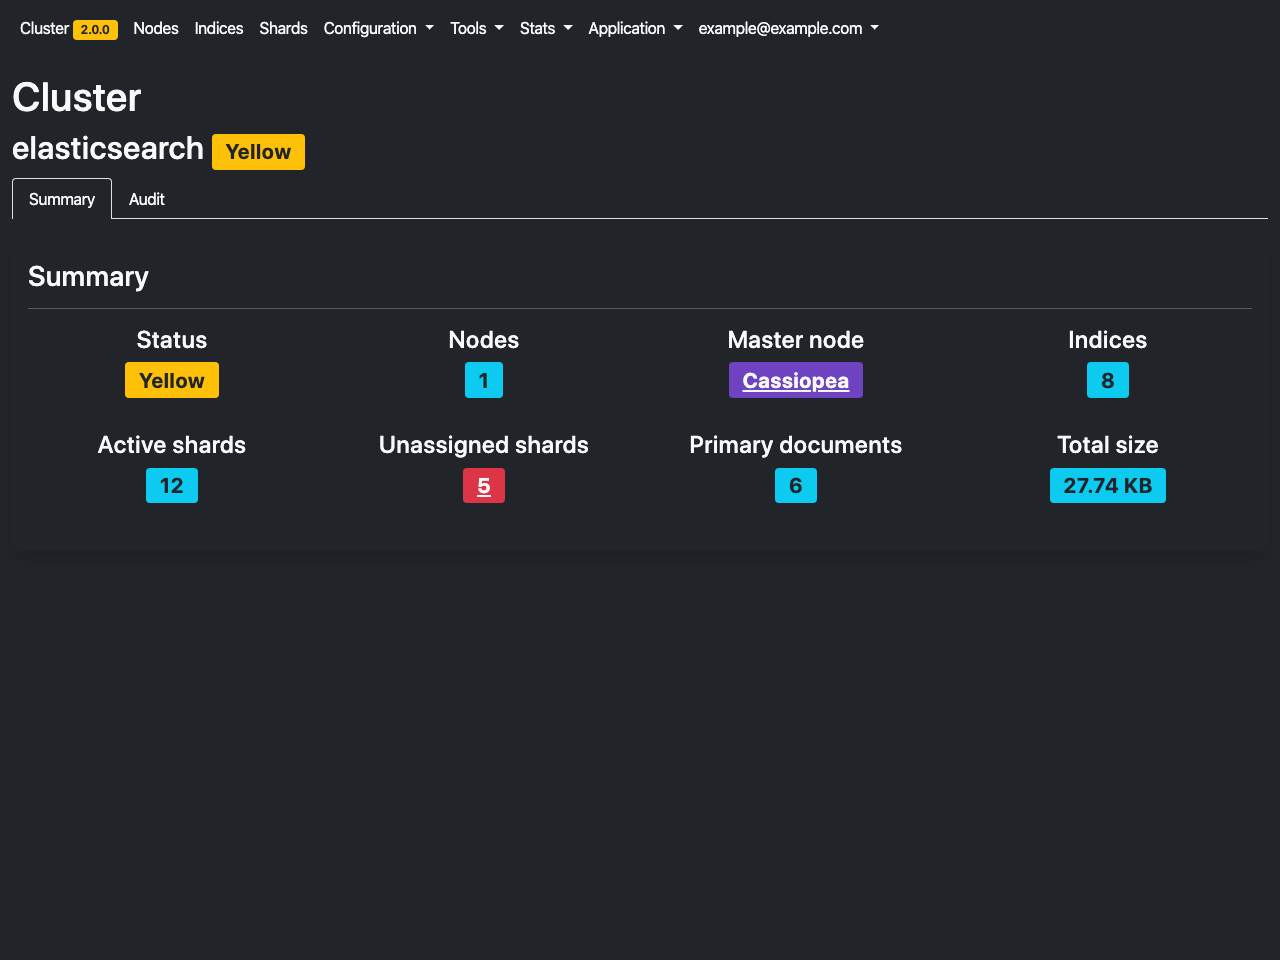 Cluster 2.0.0 Nodes Indices Shards Configuration Tools Stats Application example@example.com
Cluster
elasticsearch Yellow
Summary Audit
Summary
Status Nodes Master node Indices
Yellow 1 Cassiopea 8
Active shards Unassigned shards Primary documents Total size
12 5 6 27.74 KB